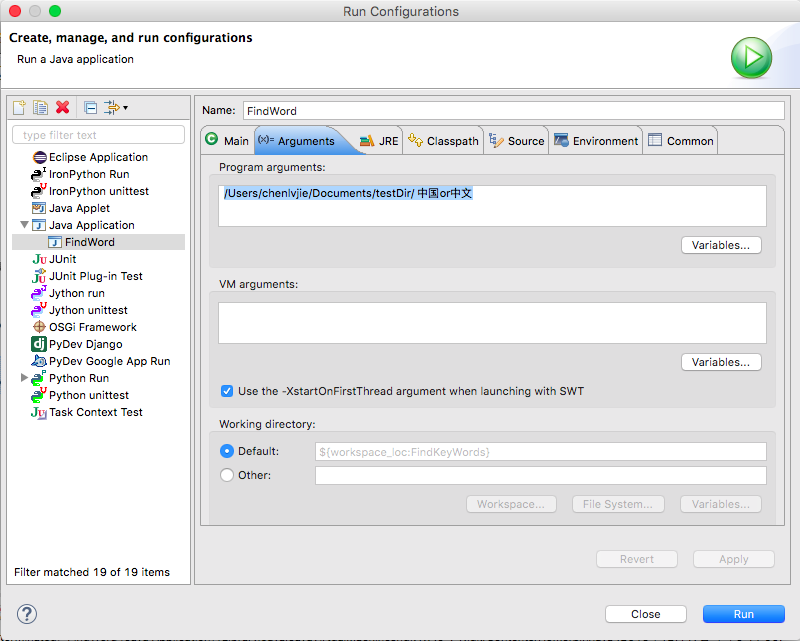 Run Configurations
Create, manage, and run configurations
Run a Java application
type filter text
Eclipse Application
IronPython Run
IronPython unittest
Java Applet
Java Application
FindWord
JUnit
JUnit Plug-in Test
Jython run
Jython unittest
OSGi Framework
PyDev Django
PyDev Google App Run
Python Run
Python unittest
Task Context Test
Filter matched 19 of 19 items
Name: FindWord
Main (x)= Arguments JRE Classpath Source Environment Common
Program arguments:
/Users/chenlvjie/Documents/testDir/ 中国or中文
Variables...
VM arguments:
Variables...
Use the -XstartOnFirstThread argument when launching with SWT
Working directory:
Default: ${workspace_loc:FindKeyWords}
Other:
Workspace... File System... Variables...
Revert Apply
? Close Run